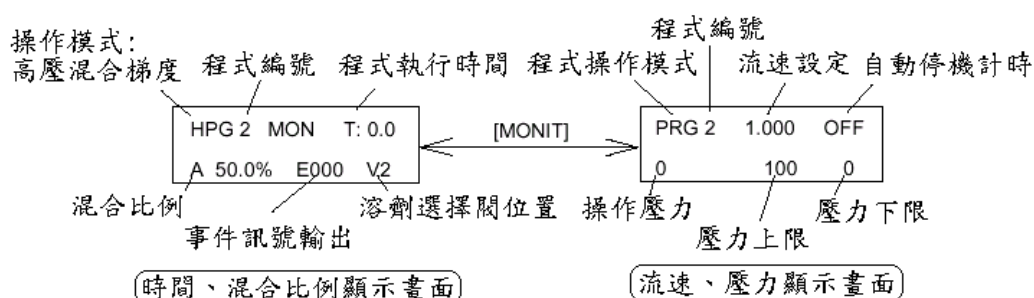 程式編號
操作模式:
高壓混合梯度 程式編號 程式執行時間 程式操作模式 流速設定 自動停機計時
HPG 2 MON T: 0.0 [MONIT] PRG 2 1.000 OFF
A 50.0% E000 V2 0 100 0
混合比例 溶劑選擇閥位置 操作壓力 壓力下限
事件訊號輸出 壓力上限
時間、混合比例顯示畫面 流速、壓力顯示畫面